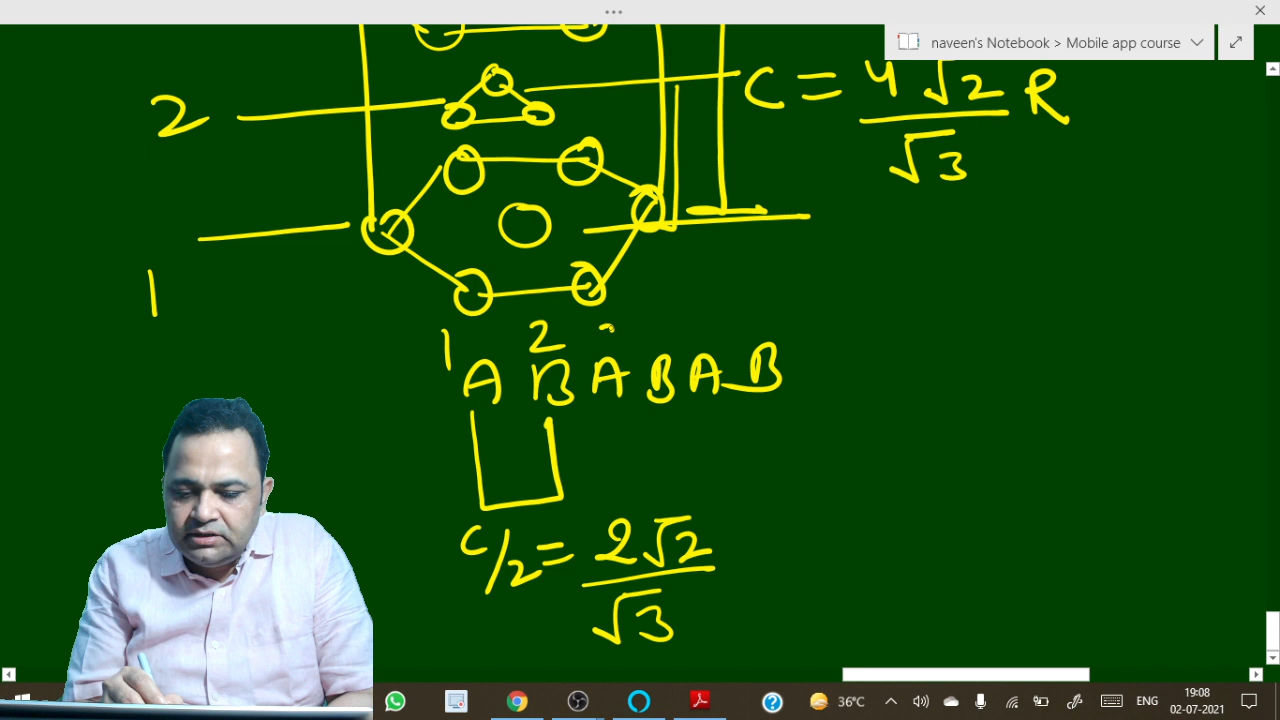 naveen's Notebook > Mobile app course
C = 4√2/√3 R
2
1
1 2
A B A B A B
c/2 = 2√2/√3
36°C
ENG
19:08
02-07-2021